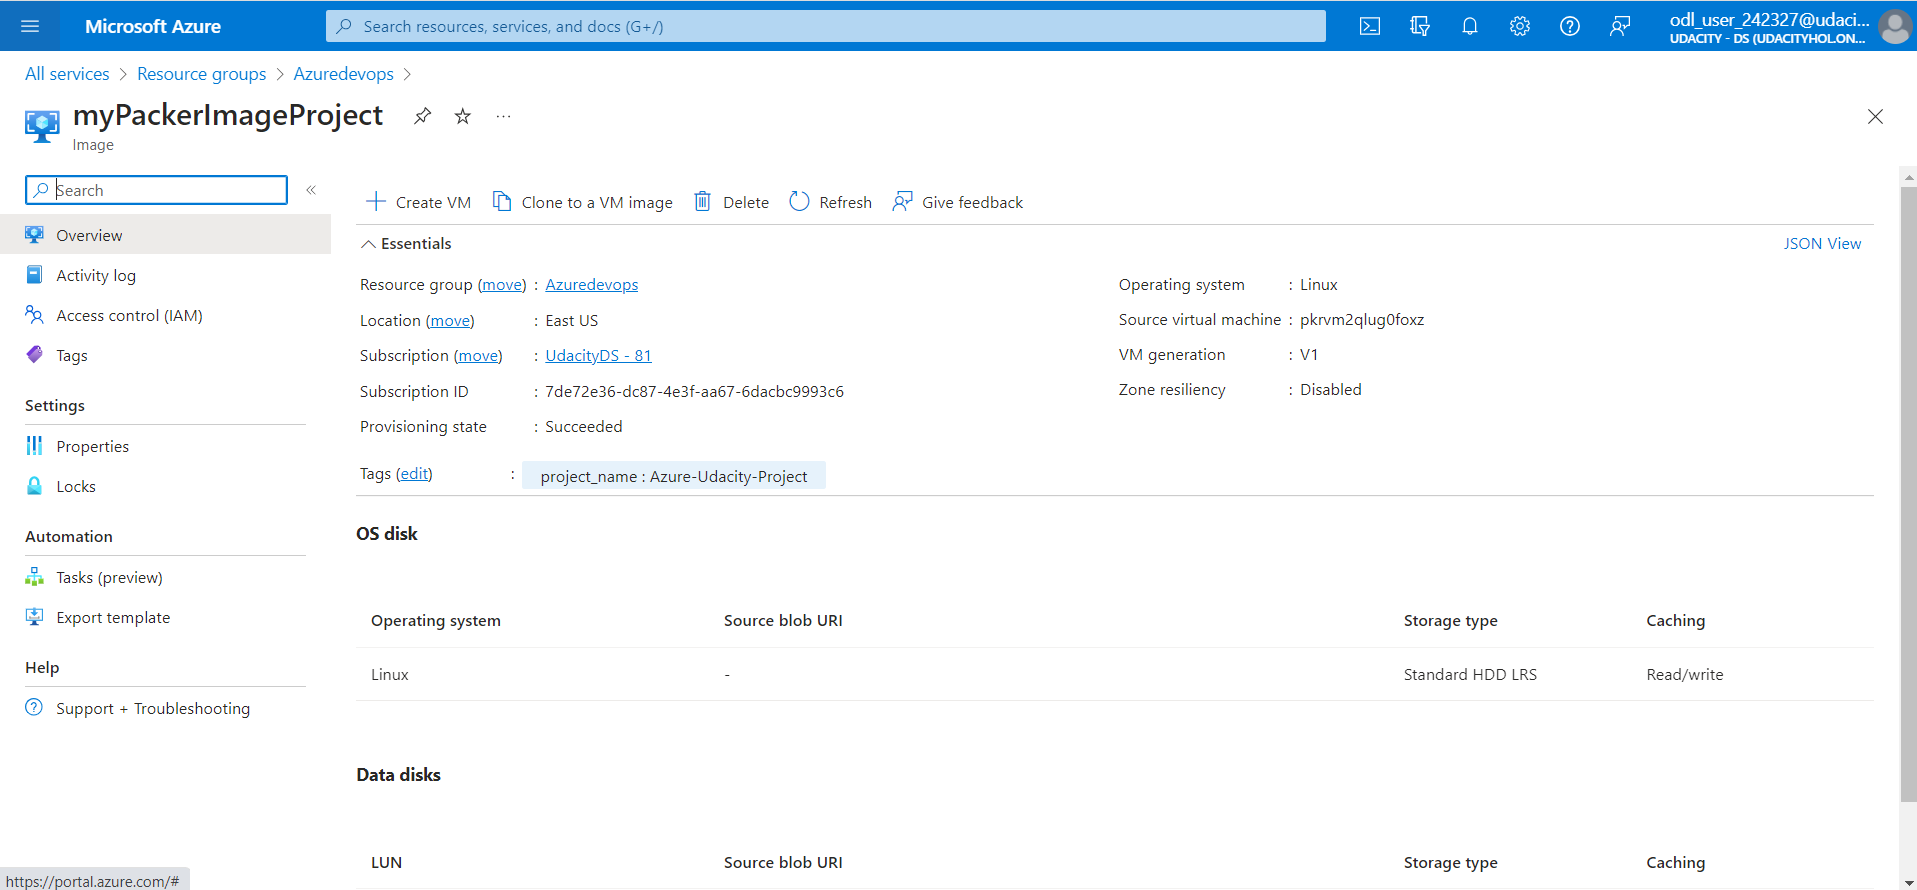 Microsoft Azure
Search resources, services, and docs (G+/)
odl_user_242327@udaci...
UDACITY - DS (UDACITYHOL.ON...
All services > Resource groups > Azuredevops >
myPackerImageProject
...
Image
Search
«
Overview
Activity log
Access control (IAM)
Tags
Settings
Properties
Locks
Automation
Tasks (preview)
Export template
Help
Support + Troubleshooting
Create VM Clone to a VM image Delete Refresh Give feedback
Essentials
JSON View
Resource group (move) : Azuredevops
Location (move) : East US
Subscription (move) : UdacityDS - 81
Subscription ID : 7de72e36-dc87-4e3f-aa67-6dacbc9993c6
Provisioning state : Succeeded
Operating system : Linux
Source virtual machine : pkrvm2qlug0foxz
VM generation : V1
Zone resiliency : Disabled
Tags (edit) : project_name : Azure-Udacity-Project
OS disk
Operating system Source blob URI Storage type Caching
Linux - Standard HDD LRS Read/write
Data disks
LUN Source blob URI Storage type Caching
https://portal.azure.com/#